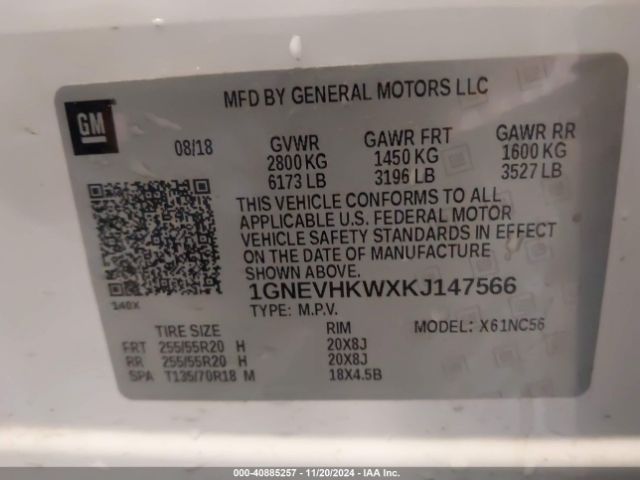 MFD BY GENERAL MOTORS LLC
GM
08/18
GVWR
2800 KG
6173 LB
GAWR FRT
1450 KG
3196 LB
GAWR RR
1600 KG
3527 LB
THIS VEHICLE CONFORMS TO ALL
APPLICABLE U.S. FEDERAL MOTOR
VEHICLE SAFETY STANDARDS IN EFFECT
ON THE DATE OF MANUFACTURE
SHOWN ABOVE.
140X
1GNEVHKWXKJ147566
TYPE: M.P.V.
MODEL: X61NC56
TIRE SIZE RIM
FRT 255/55R20 H 20X8J
RR 255/55R20 H 20X8J
SPA T135/70R18 M 18X4.5B
000-40885257 - 11/20/2024 - IAA Inc.